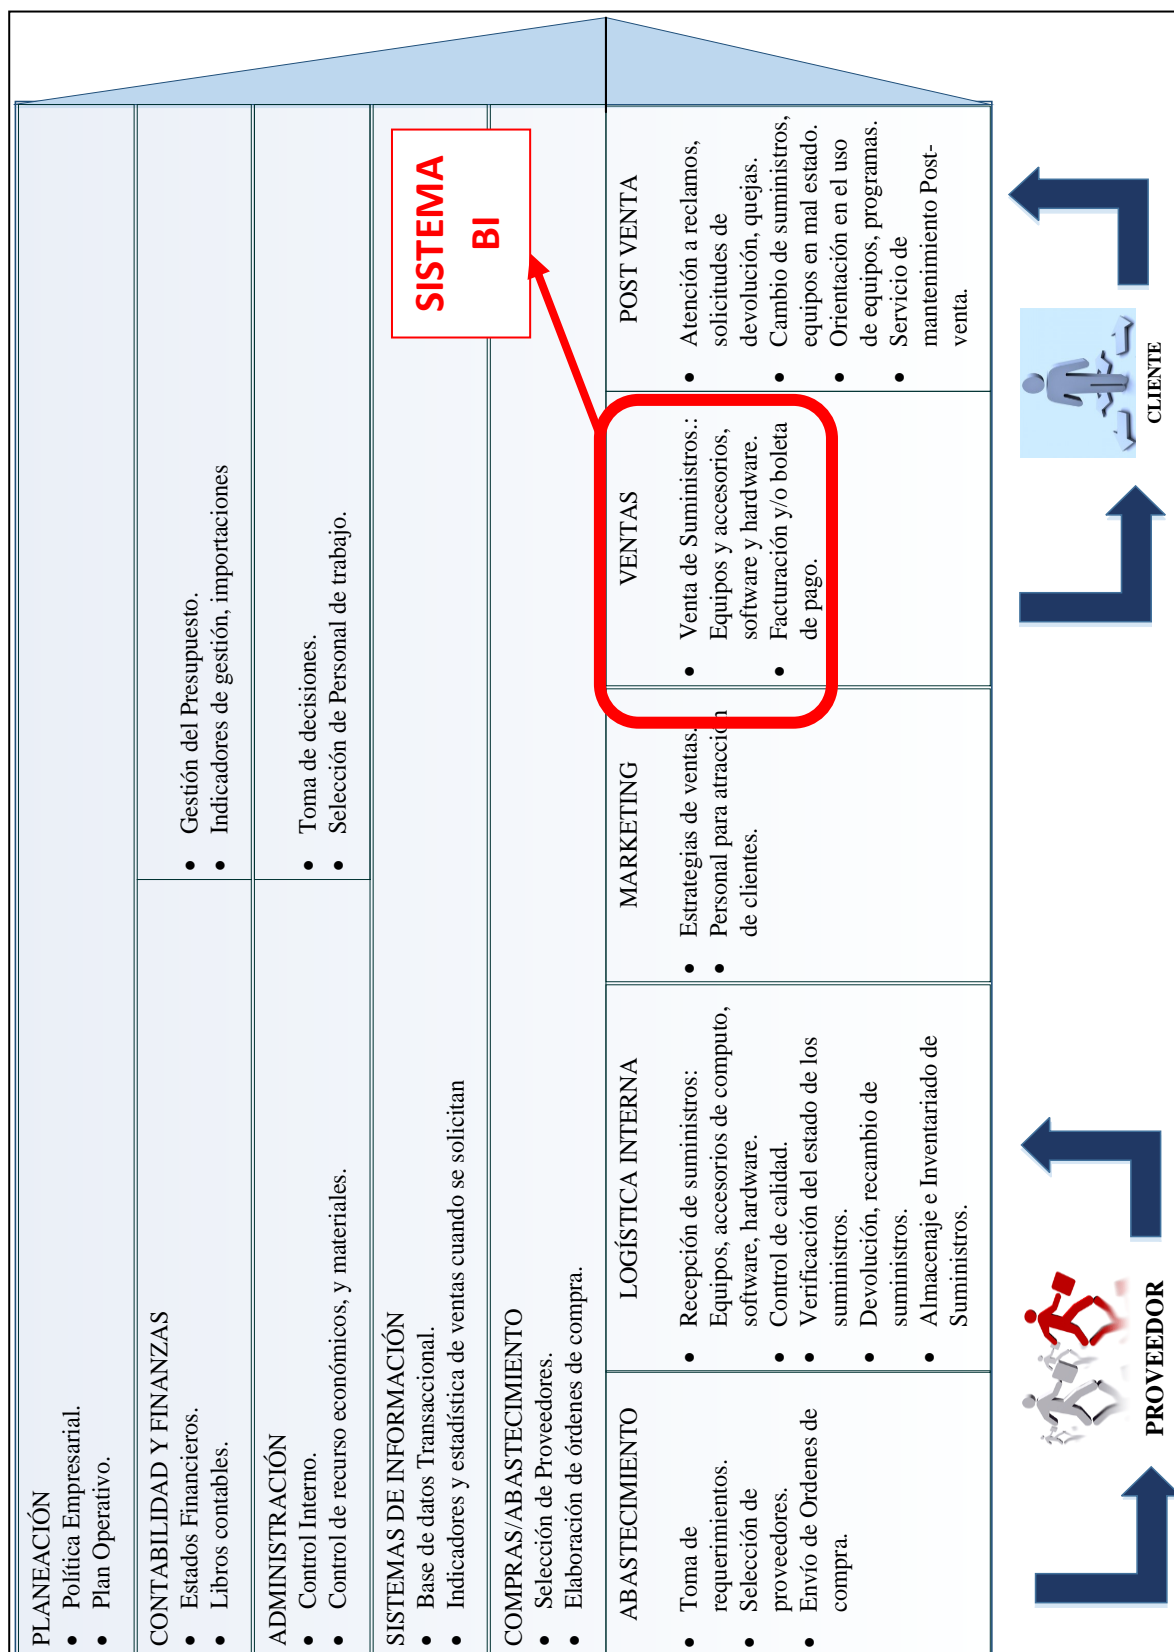 PLANEACIÓN
• Política Empresarial.
• Plan Operativo.
CONTABILIDAD Y FINANZAS
• Estados Financieros.
• Libros contables.
• Gestión del Presupuesto.
• Indicadores de gestión, importaciones
ADMINISTRACIÓN
• Control Interno.
• Control de recurso económicos, y materiales.
• Toma de decisiones.
• Selección de Personal de trabajo.
SISTEMAS DE INFORMACIÓN
• Base de datos Transaccional.
• Indicadores y estadística de ventas cuando se solicitan
COMPRAS/ABASTECIMIENTO
• Selección de Proveedores.
• Elaboración de órdenes de compra.
SISTEMA
BI
ABASTECIMIENTO
• Toma de
requerimientos.
• Selección de
proveedores.
• Envío de Ordenes de
compra.
LOGÍSTICA INTERNA
• Recepción de suministros:
Equipos, accesorios de computo,
software, hardware.
• Control de calidad.
• Verificación del estado de los
suministros.
• Devolución, recambio de
suministros.
• Almacenaje e Inventariado de
Suministros.
MARKETING
• Estrategias de ventas.
• Personal para atracción
de clientes.
VENTAS
• Venta de Suministros.:
Equipos y accesorios,
software y hardware.
• Facturación y/o boleta
de pago.
POST VENTA
• Atención a reclamos,
solicitudes de
devolución, quejas.
• Cambio de suministros,
equipos en mal estado.
• Orientación en el uso
de equipos, programas.
• Servicio de
mantenimiento Post-
venta.
PROVEEDOR
CLIENTE